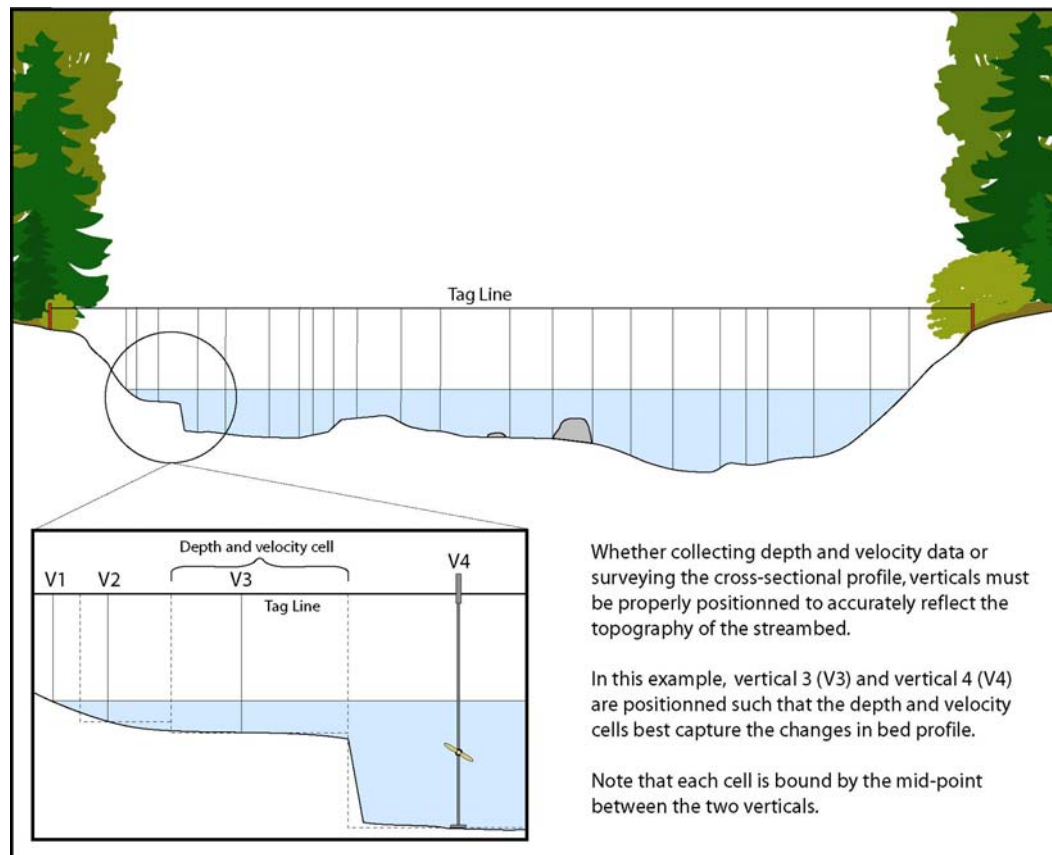 Tag Line
Depth and velocity cell
V1 V2 V3 V4
Tag Line
Whether collecting depth and velocity data or
surveying the cross-sectional profile, verticals must
be properly positionned to accurately reflect the
topography of the streambed.
In this example, vertical 3 (V3) and vertical 4 (V4)
are positionned such that the depth and velocity
cells best capture the changes in bed profile.
Note that each cell is bound by the mid-point
between the two verticals.